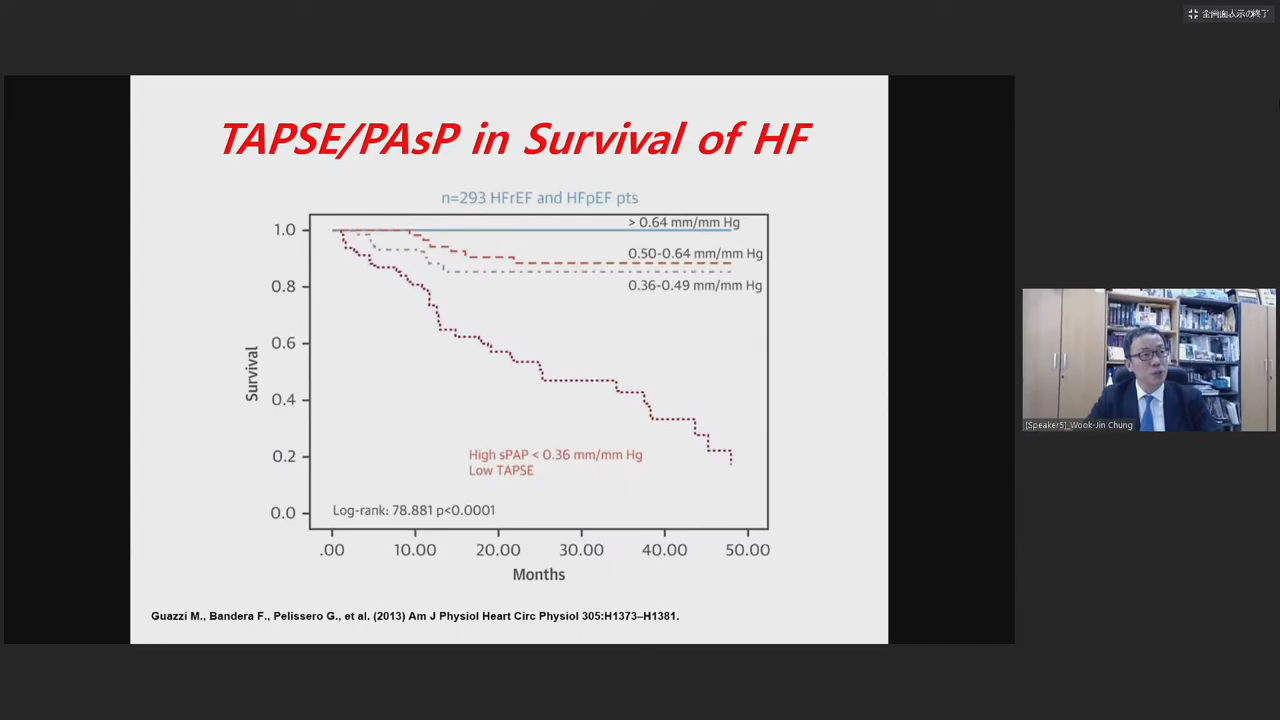 全画面表示の終了
TAPSE/PAsP in Survival of HF
n=293 HFrEF and HFpEF pts
> 0.64 mm/mm Hg
0.50-0.64 mm/mm Hg
0.36-0.49 mm/mm Hg
1.0
0.8
0.6
0.4
0.2
0.0
Survival
High sPAP < 0.36 mm/mm Hg
Low TAPSE
Log-rank: 78.881 p<0.0001
.00 10.00 20.00 30.00 40.00 50.00
Months
Guazzi M., Bandera F., Pelissero G., et al. (2013) Am J Physiol Heart Circ Physiol 305:H1373–H1381.
[Speaker5]_Wook-Jin Chung